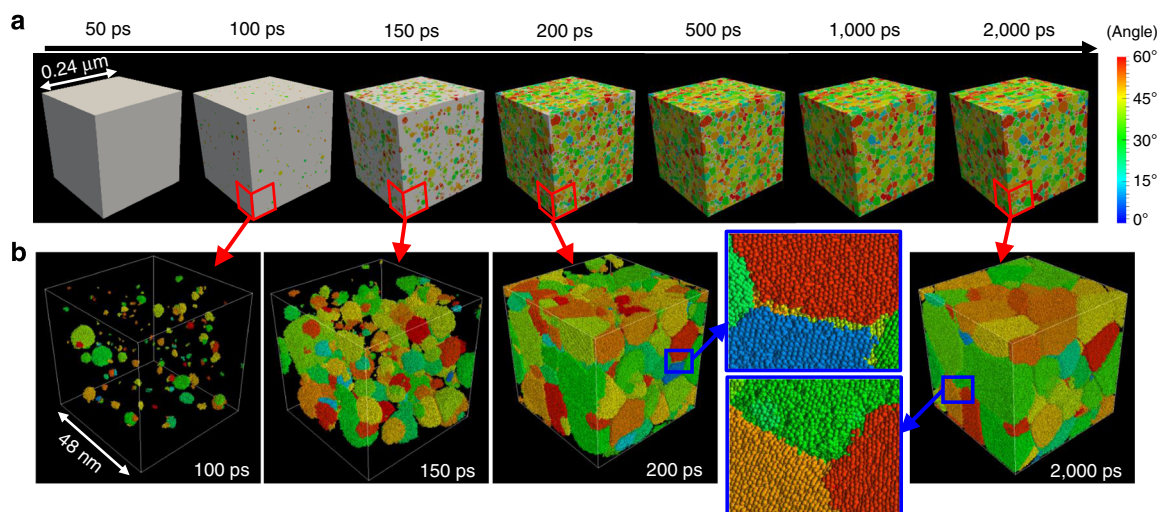 a
50 ps
100 ps
150 ps
200 ps
500 ps
1,000 ps
2,000 ps
(Angle)
0.24 μm
60°
45°
30°
15°
0°
b
48 nm
100 ps
150 ps
200 ps
2,000 ps